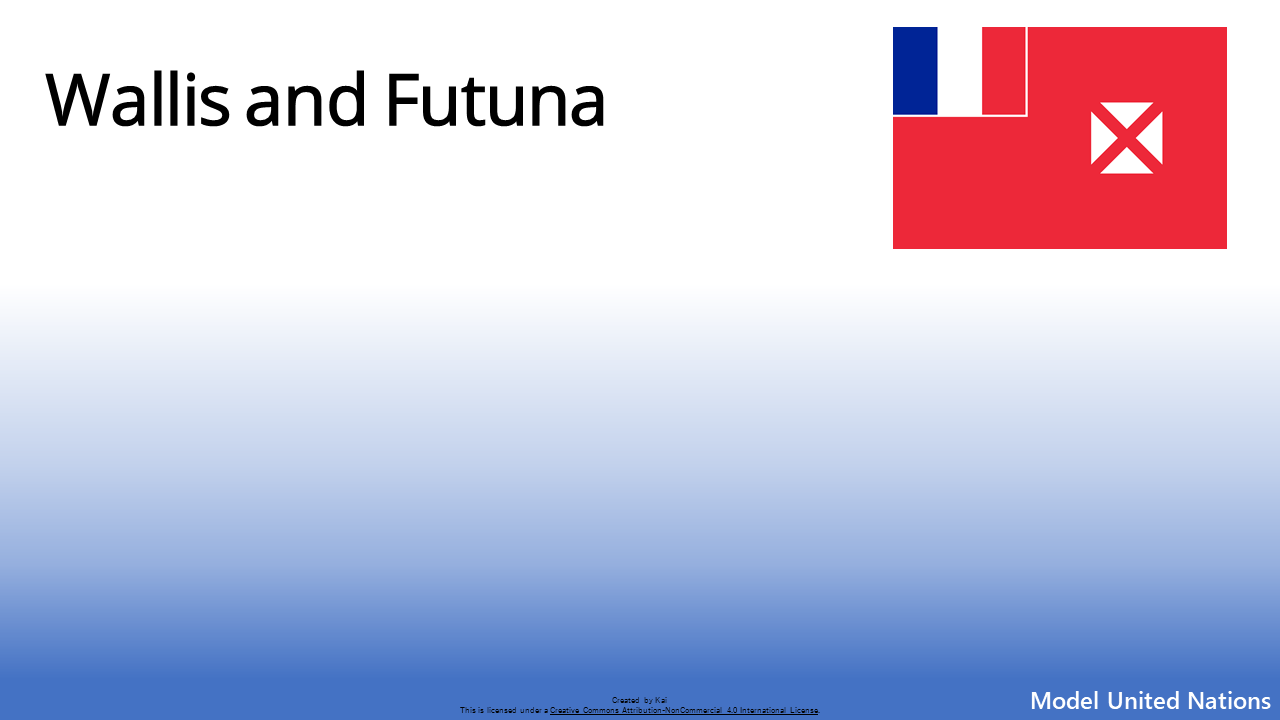 Wallis and Futuna
Created by Kai
This is licensed under a Creative Commons Attribution-NonCommercial 4.0 International License.
Model United Nations